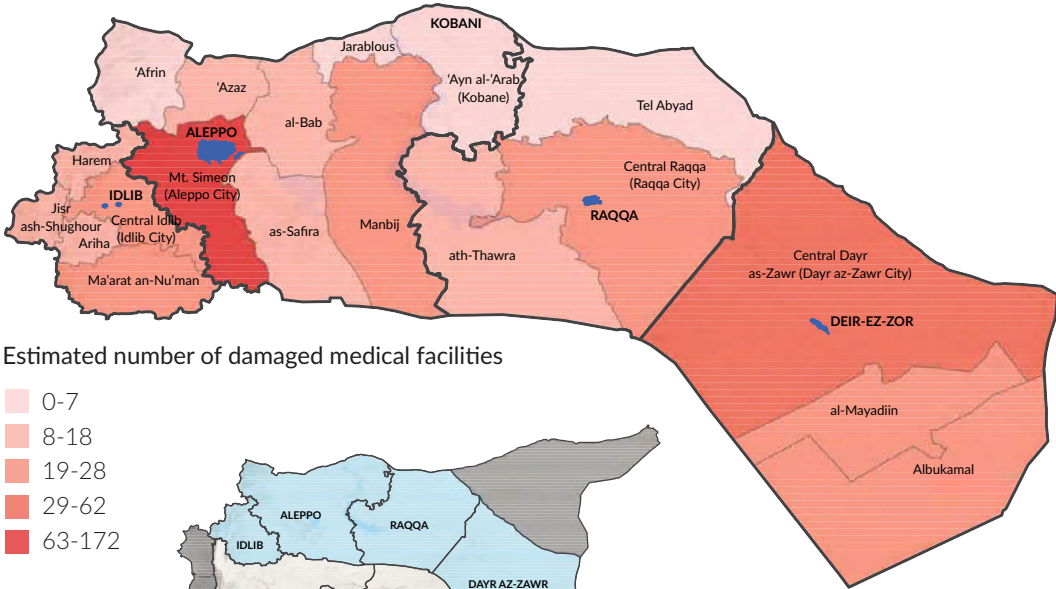 KOBANI
Jarablous
'Afrin
'Azaz
'Ayn al-'Arab
(Kobane)
Tel Abyad
al-Bab
ALEPPO
Harem
Mt. Simeon
(Aleppo City)
Central Raqqa
(Raqqa City)
IDLIB
Jisr
ash-Shughour
Central Idlib
(Idlib City)
Ariha
RAQQA
as-Safira
Manbij
ath-Thawra
Central Dayr
as-Zawr (Dayr az-Zawr City)
Ma'arat an-Nu'man
DEIR-EZ-ZOR
Estimated number of damaged medical facilities
0-7
8-18
19-28
29-62
63-172
al-Mayadiin
Albukamal
ALEPPO
RAQQA
IDLIB
DAYR AZ-ZAWR